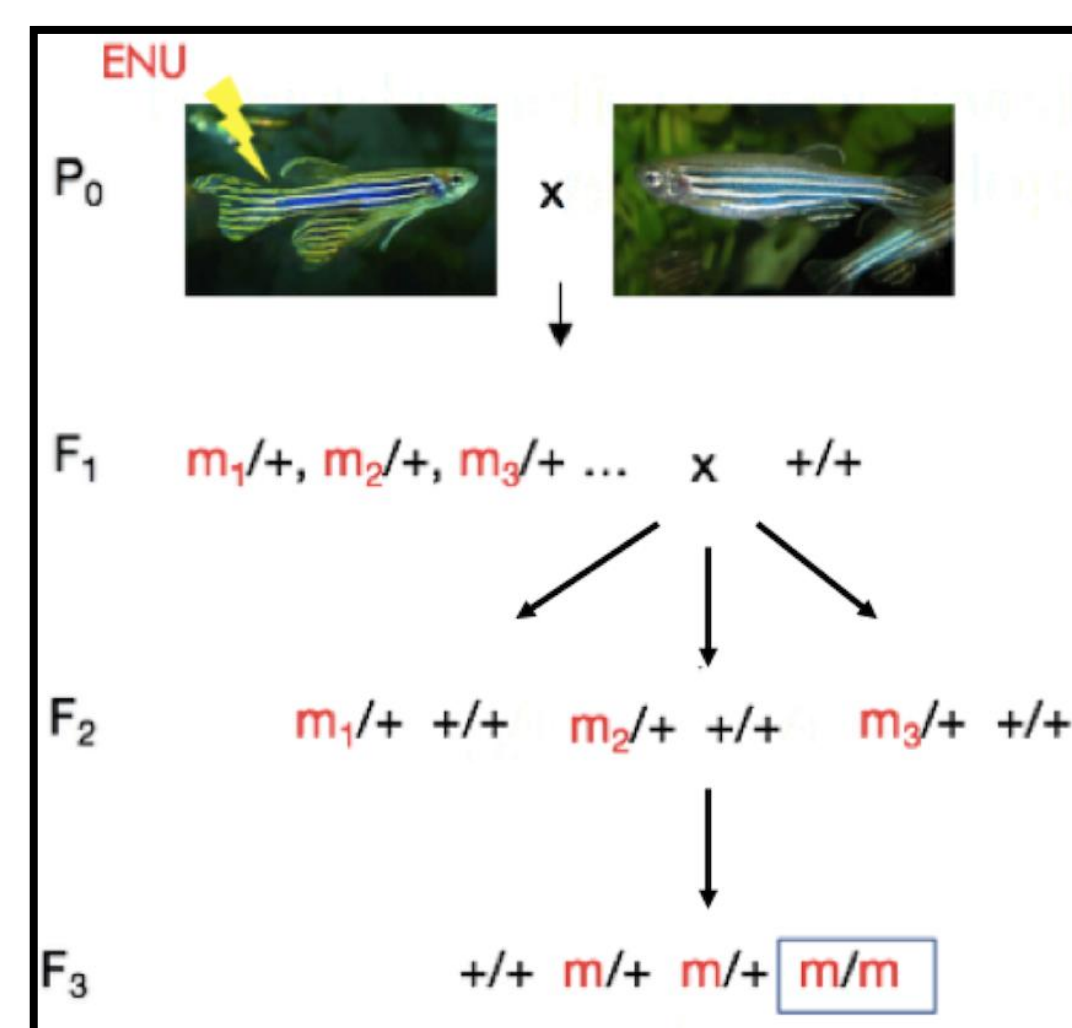 ENU
P₀ x
F₁ m₁/+, m₂/+, m₃/+ ... x +/+
F₂ m₁/+ +/+ m₂/+ +/+ m₃/+ +/+
F₃ +/+ m/+ m/+ m/m